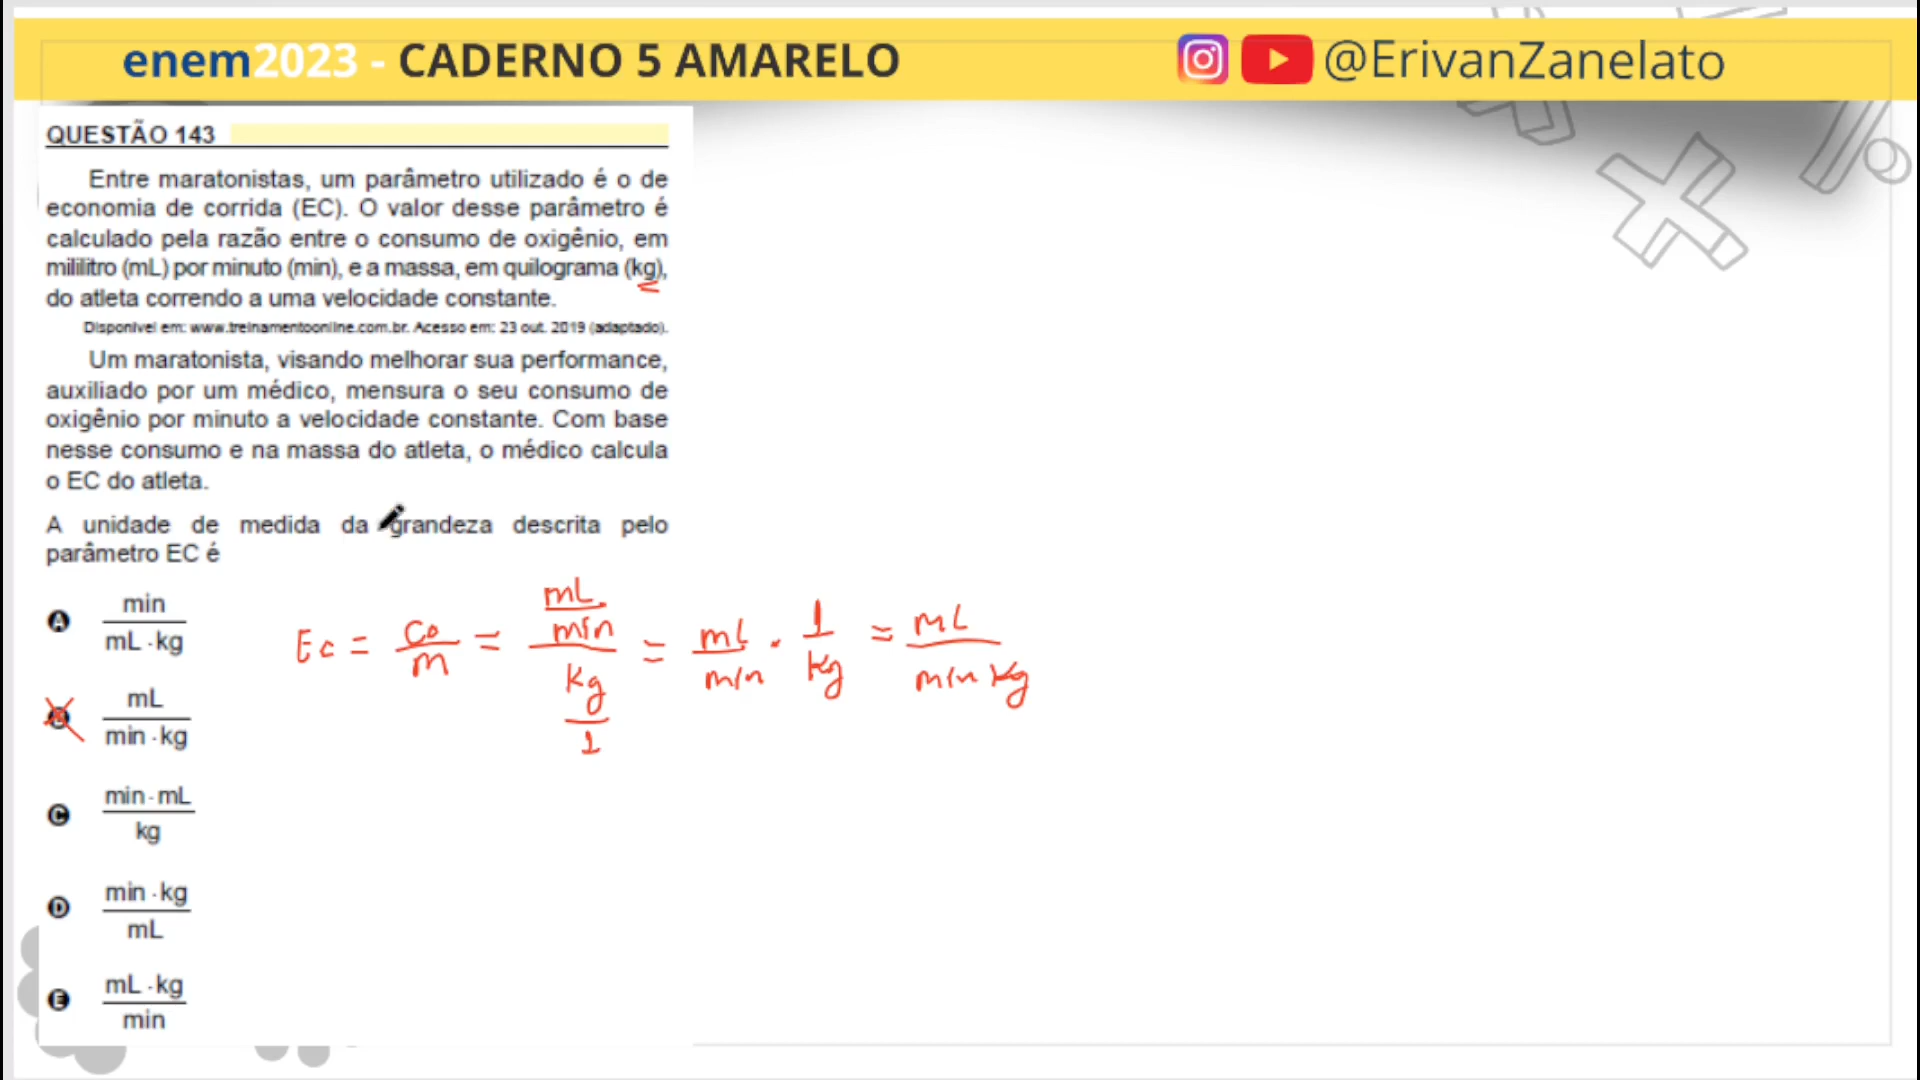 enem2023 - CADERNO 5 AMARELO
@ErivanZanelato
QUESTÃO 143
Entre maratonistas, um parâmetro utilizado é o de
economia de corrida (EC). O valor desse parâmetro é
calculado pela razão entre o consumo de oxigênio, em
mililitro (mL) por minuto (min), e a massa, em quilograma (kg),
do atleta correndo a uma velocidade constante.
Disponível em: www.treinamentoonline.com.br. Acesso em: 23 out. 2019 (adaptado).
Um maratonista, visando melhorar sua performance,
auxiliado por um médico, mensura o seu consumo de
oxigênio por minuto a velocidade constante. Com base
nesse consumo e na massa do atleta, o médico calcula
o EC do atleta.
A unidade de medida da grandeza descrita pelo
parâmetro EC é
A min
mL · kg
B mL
min · kg
C min · mL
kg
D min · kg
mL
E mL · kg
min
Ec = co/m = mL/min / kg/1 = mL/min · 1/kg = mL/min kg